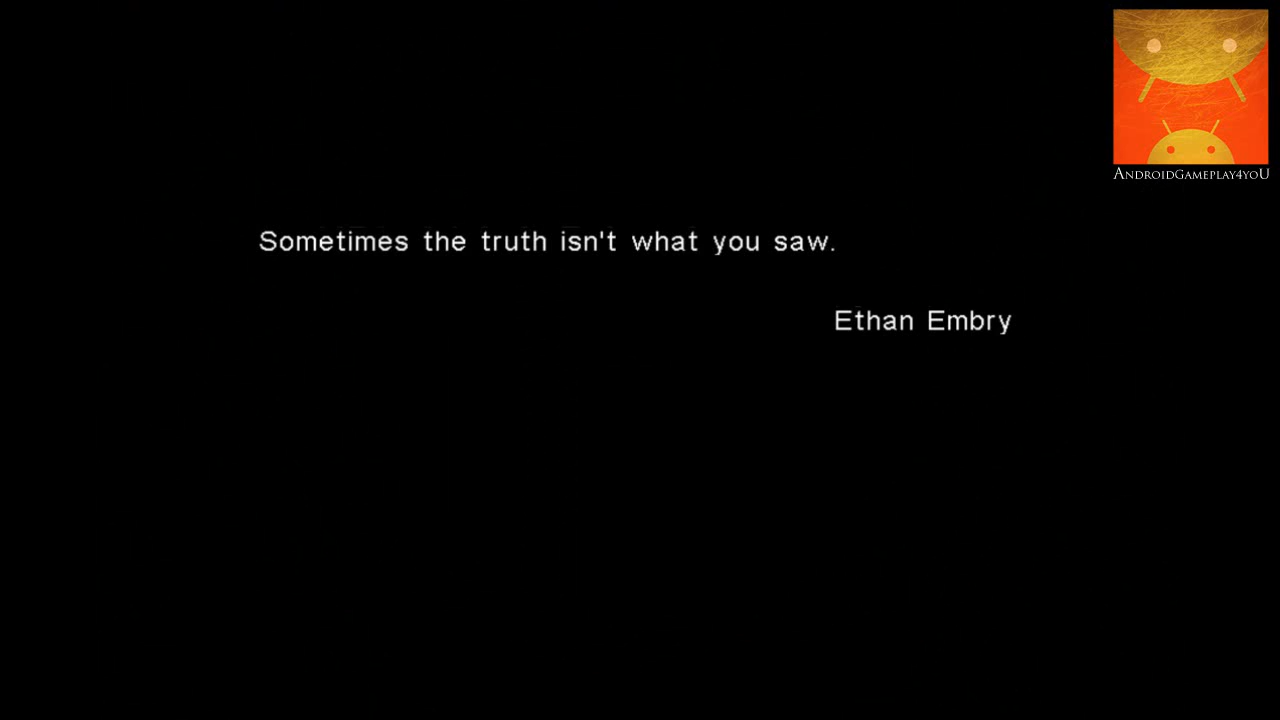 AndroidGameplay4yoU
Sometimes the truth isn't what you saw.
Ethan Embry